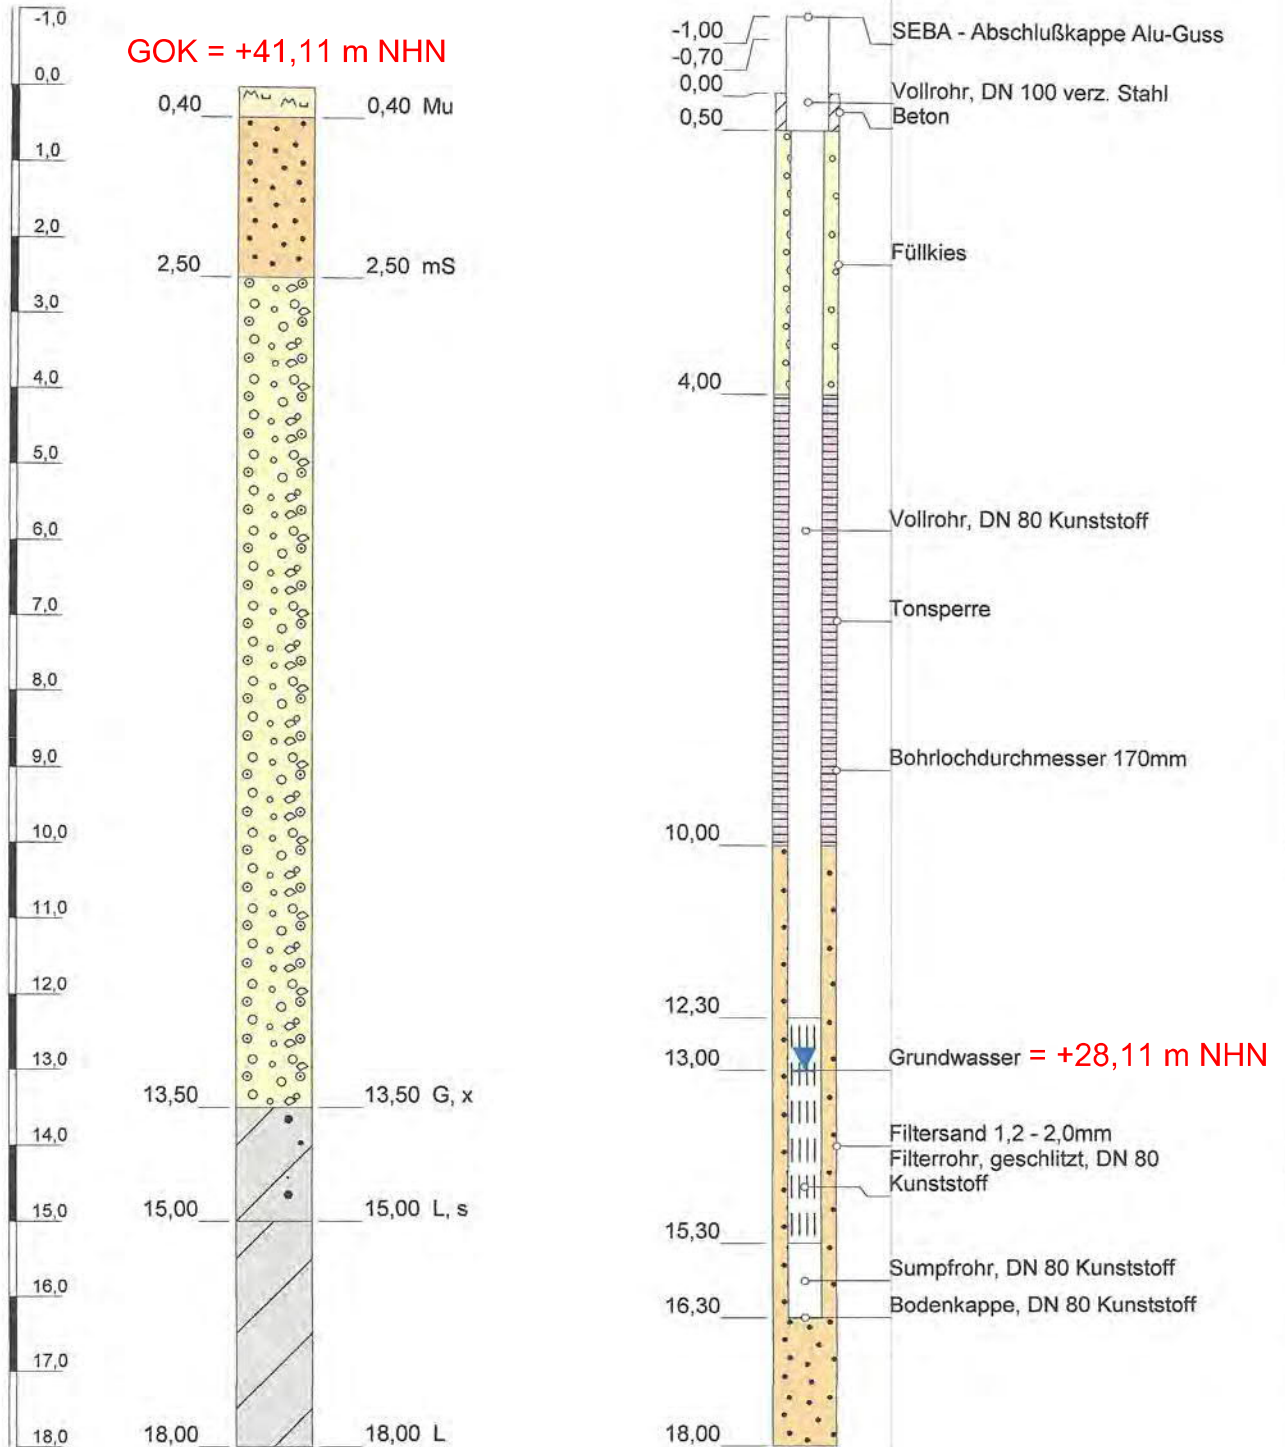 -1,0
GOK = +41,11 m NHN
0,0
0,40
Mu Mu
0,40 Mu
1,0
2,0
2,50
2,50 mS
3,0
4,0
5,0
6,0
7,0
8,0
9,0
10,0
11,0
12,0
13,0
13,50
13,50 G, x
14,0
15,00
15,00 L, s
15,0
16,0
17,0
18,00
18,00 L
18,0
-1,00
-0,70
0,00
0,50
4,00
10,00
12,30
13,00
15,30
16,30
18,00
SEBA - Abschlußkappe Alu-Guss
Vollrohr, DN 100 verz. Stahl
Beton
Füllkies
Vollrohr, DN 80 Kunststoff
Tonsperre
Bohrlochdurchmesser 170mm
Grundwasser = +28,11 m NHN
Filtersand 1,2 - 2,0mm
Filterrohr, geschlitzt, DN 80
Kunststoff
Sumpfrohr, DN 80 Kunststoff
Bodenkappe, DN 80 Kunststoff